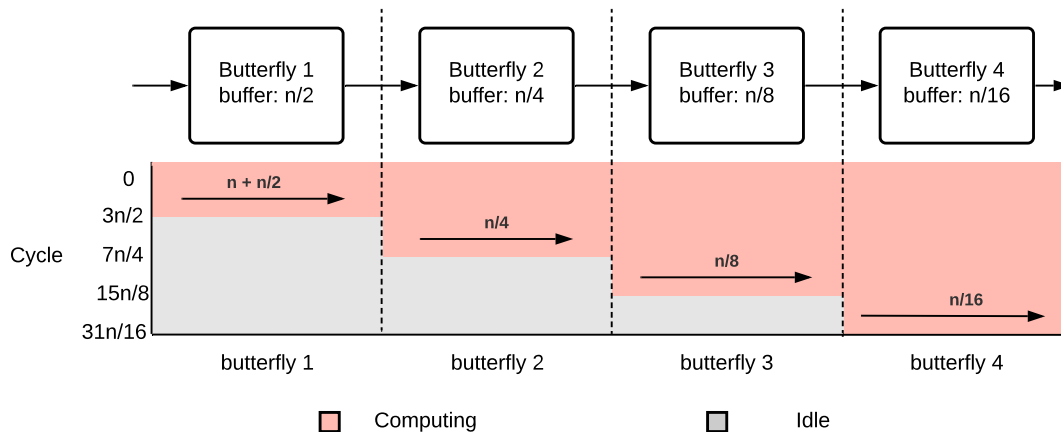 Butterfly 1
buffer: n/2
Butterfly 2
buffer: n/4
Butterfly 3
buffer: n/8
Butterfly 4
buffer: n/16
0
n + n/2
3n/2
n/4
Cycle
7n/4
n/8
15n/8
n/16
31n/16
butterfly 1
butterfly 2
butterfly 3
butterfly 4
Computing
Idle